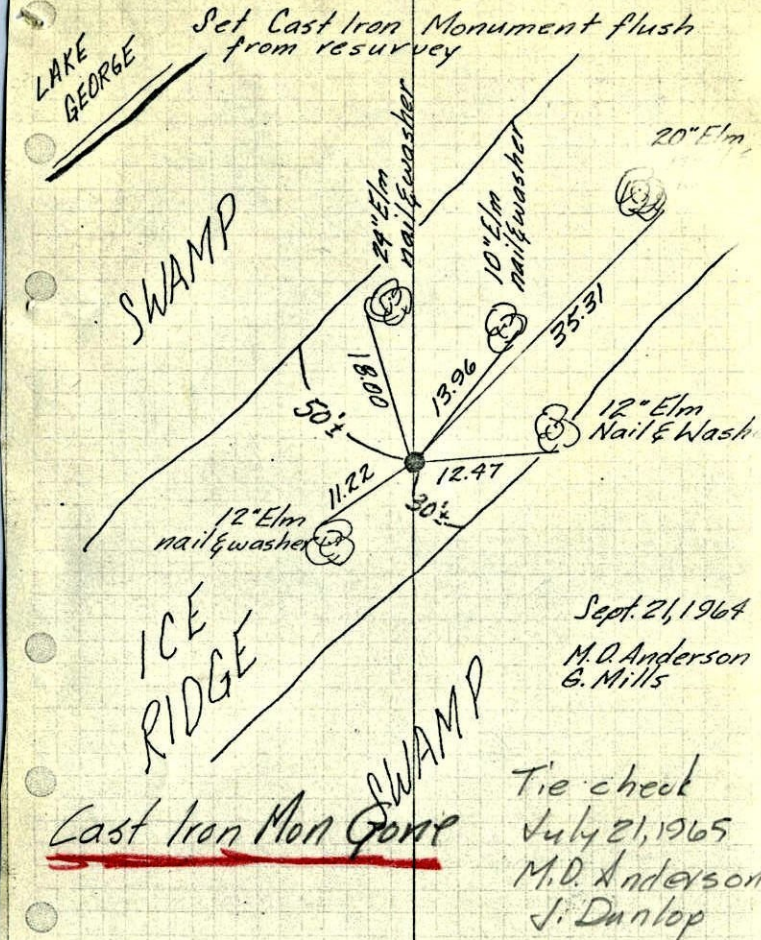 Set Cast Iron Monument flush
from resurvey
LAKE
GEORGE
SWAMP
24" Elm
nail & washer
10" Elm
nail & washer
20" Elm
18.00
13.96
35.31
50'±
12" Elm
Nail & Wash
11.22
12.47
30'±
12" Elm
nail & washer
ICE
RIDGE
SWAMP
Sept. 21, 1964
M.D. Anderson
G. Mills
Cast Iron Mon Gone
Tie check
July 21, 1965
M.D. Anderson
J. Dunlop